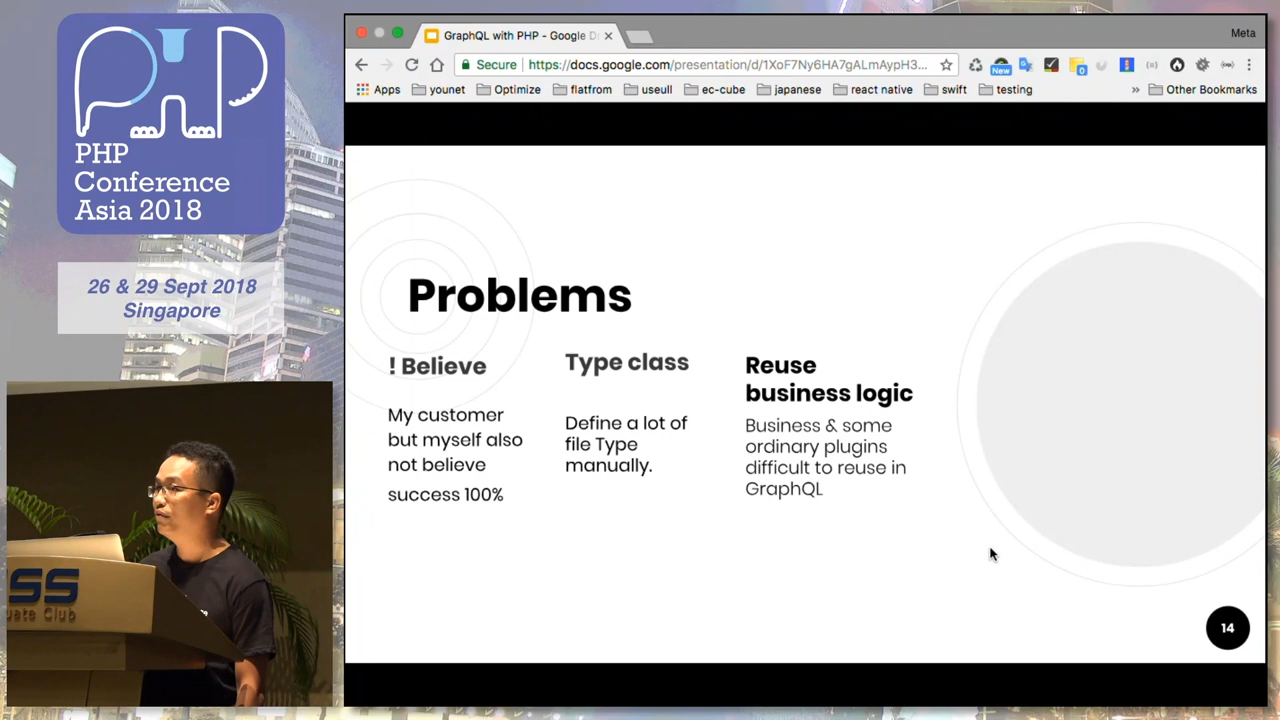 PHP
Conference
Asia 2018
26 & 29 Sept 2018
Singapore
SS
uate Club
GraphQL with PHP - Google D
Meta
Secure
https://docs.google.com/presentation/d/1XoF7Ny6HA7gALmAypH3...
New
0
Apps
younet
Optimize
flatfrom
useull
ec-cube
japanese
react native
swift
testing
»
Other Bookmarks
Problems
! Believe
My customer
but myself also
not believe
success 100%
Type class
Define a lot of
file Type
manually.
Reuse
business logic
Business & some
ordinary plugins
difficult to reuse in
GraphQL
14